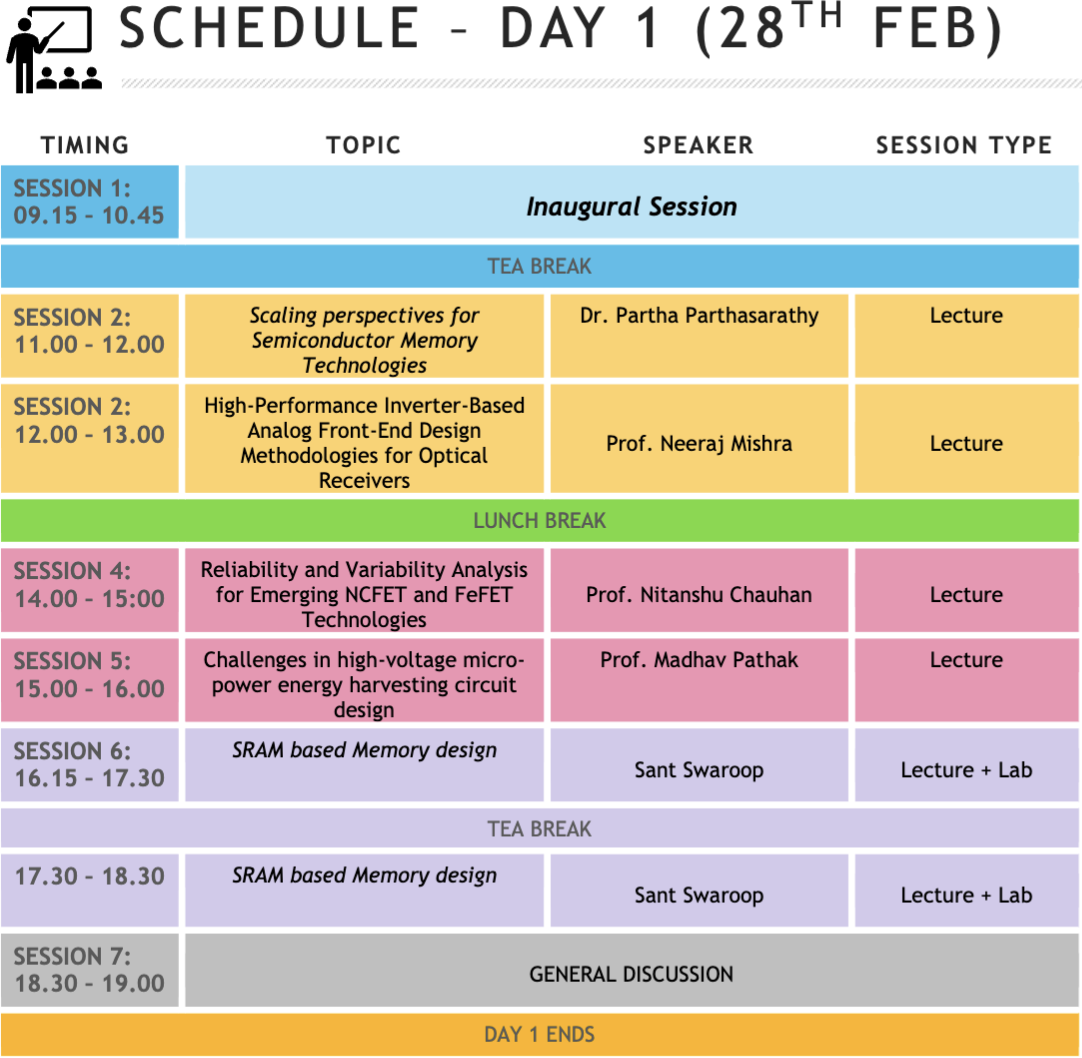 SCHEDULE - DAY 1 (28TH FEB)
TIMING TOPIC SPEAKER SESSION TYPE
SESSION 1:
09.15 - 10.45
Inaugural Session
TEA BREAK
SESSION 2:
11.00 - 12.00
Scaling perspectives for
Semiconductor Memory
Technologies
Dr. Partha Parthasarathy
Lecture
SESSION 2:
12.00 - 13.00
High-Performance Inverter-Based
Analog Front-End Design
Methodologies for Optical
Receivers
Prof. Neeraj Mishra
Lecture
LUNCH BREAK
SESSION 4:
14.00 - 15:00
Reliability and Variability Analysis
for Emerging NCFET and FeFET
Technologies
Prof. Nitanshu Chauhan
Lecture
SESSION 5:
15.00 - 16.00
Challenges in high-voltage micro-
power energy harvesting circuit
design
Prof. Madhav Pathak
Lecture
SESSION 6:
16.15 - 17.30
SRAM based Memory design
Sant Swaroop
Lecture + Lab
TEA BREAK
17.30 - 18.30
SRAM based Memory design
Sant Swaroop
Lecture + Lab
SESSION 7:
18.30 - 19.00
GENERAL DISCUSSION
DAY 1 ENDS